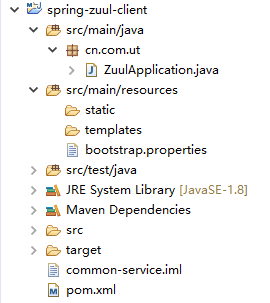 spring-zuul-client
src/main/java
cn.com.ut
ZuulApplication.java
src/main/resources
static
templates
bootstrap.properties
src/test/java
JRE System Library [JavaSE-1.8]
Maven Dependencies
src
target
common-service.iml
pom.xml